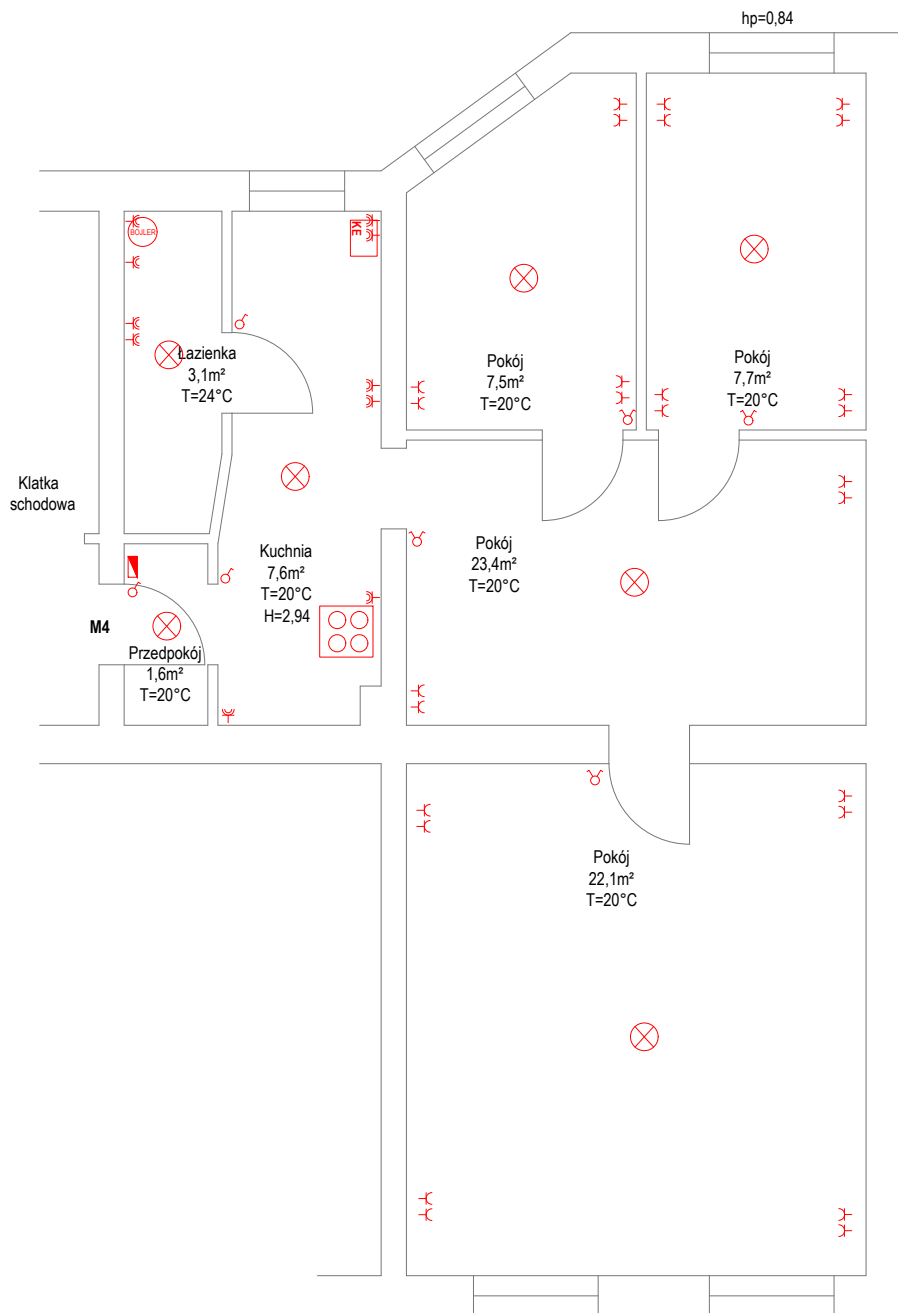 hp=0,84
BOJLER
KE
Łazienka
3,1m²
T=24°C
Pokój
7,5m²
T=20°C
Pokój
7,7m²
T=20°C
Klatka
schodowa
Kuchnia
7,6m²
T=20°C
H=2,94
Pokój
23,4m²
T=20°C
M4
Przedpokój
1,6m²
T=20°C
Pokój
22,1m²
T=20°C